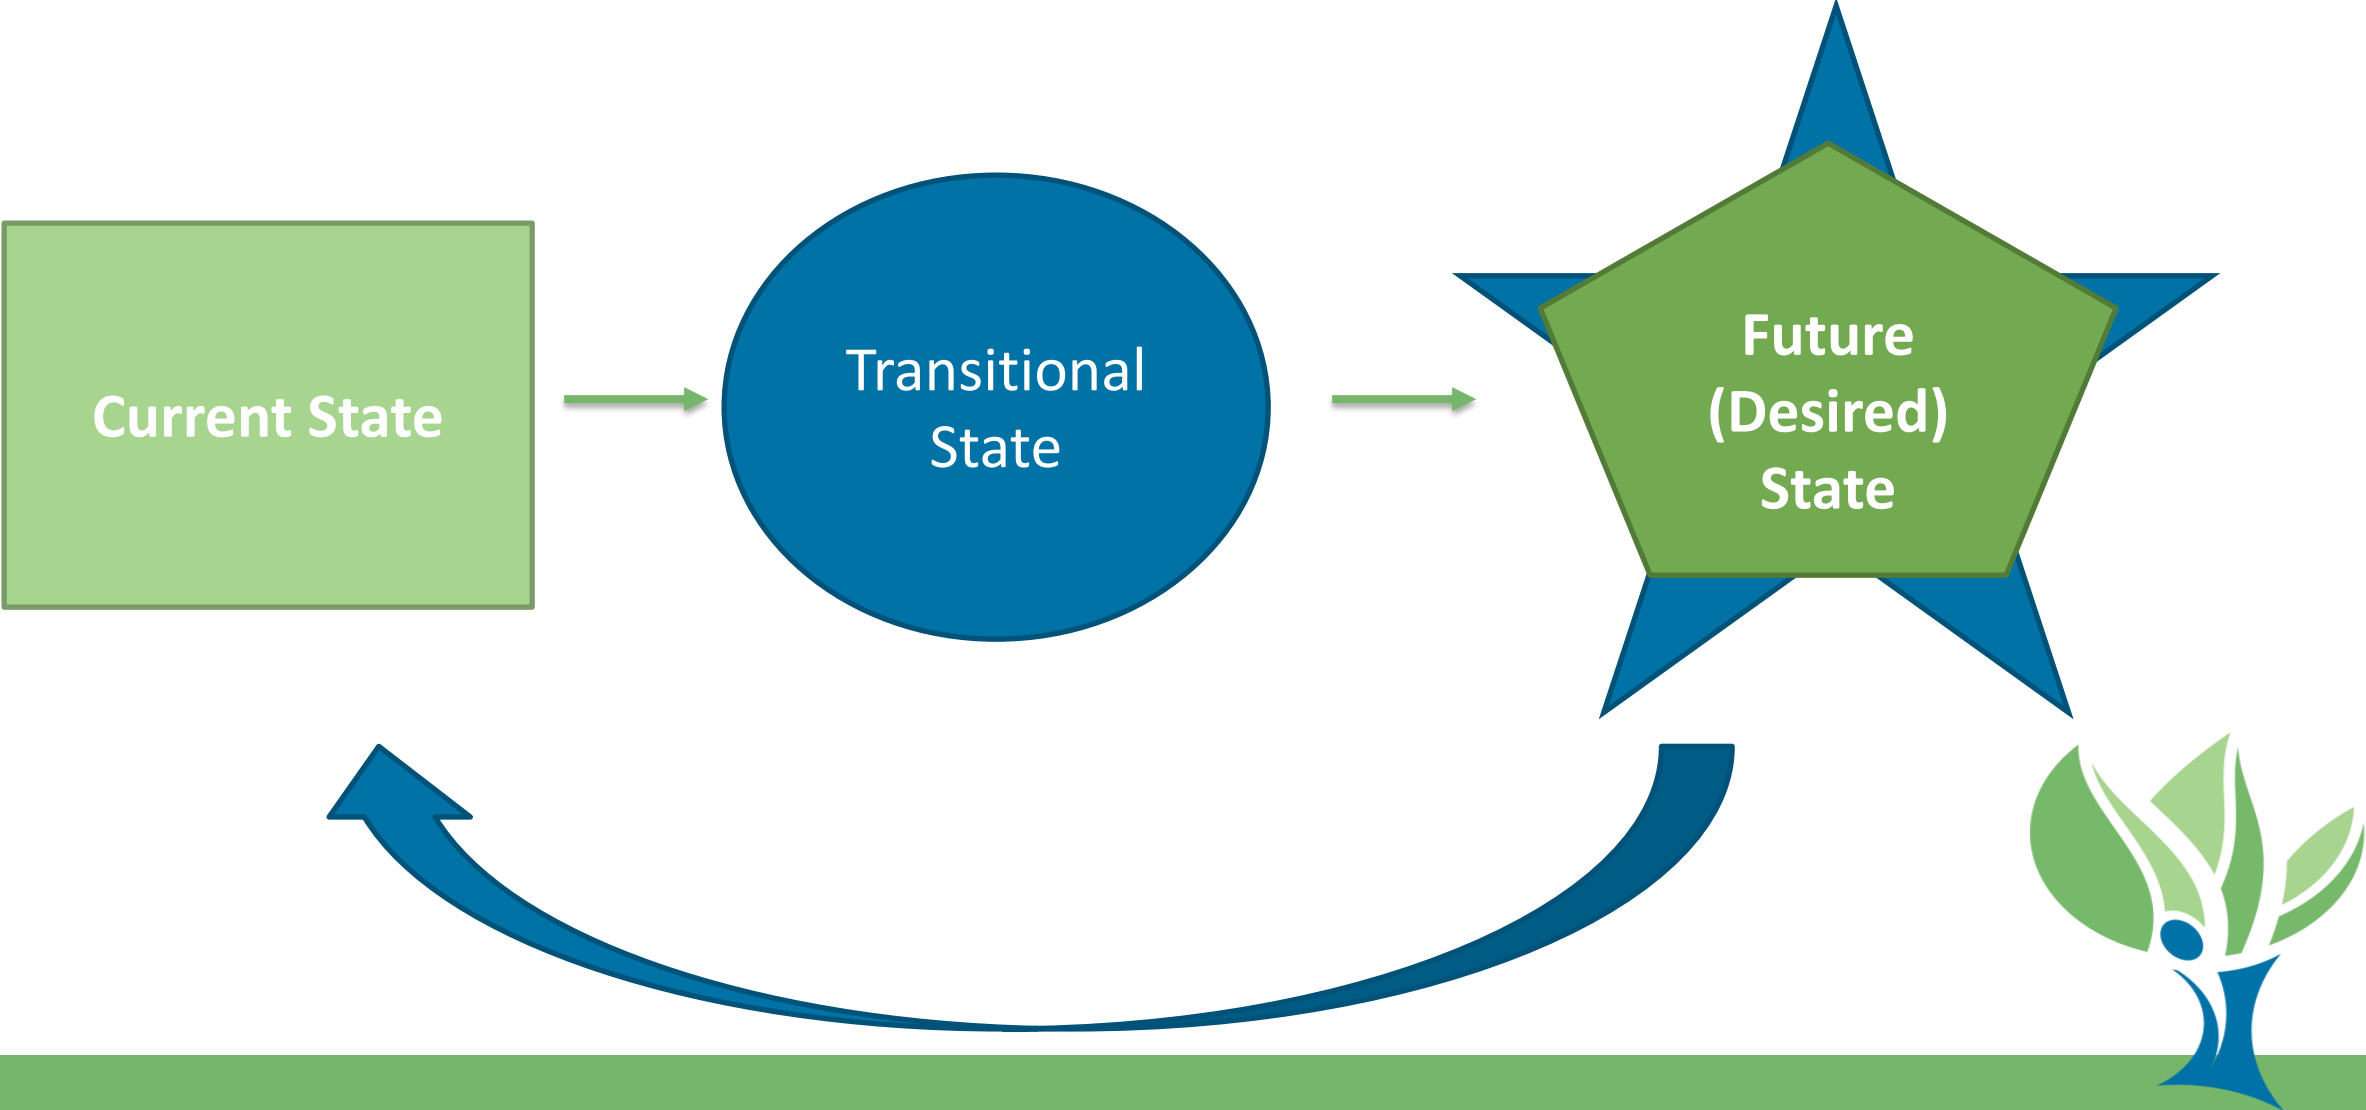 Current State
Transitional
State
Future
(Desired)
State